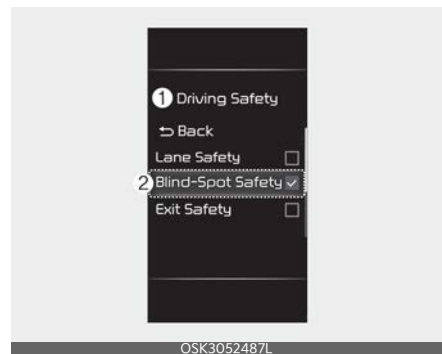 1 Driving Safety
Back
Lane Safety
2 Blind-Spot Safety
Exit Safety
OSK3052487L